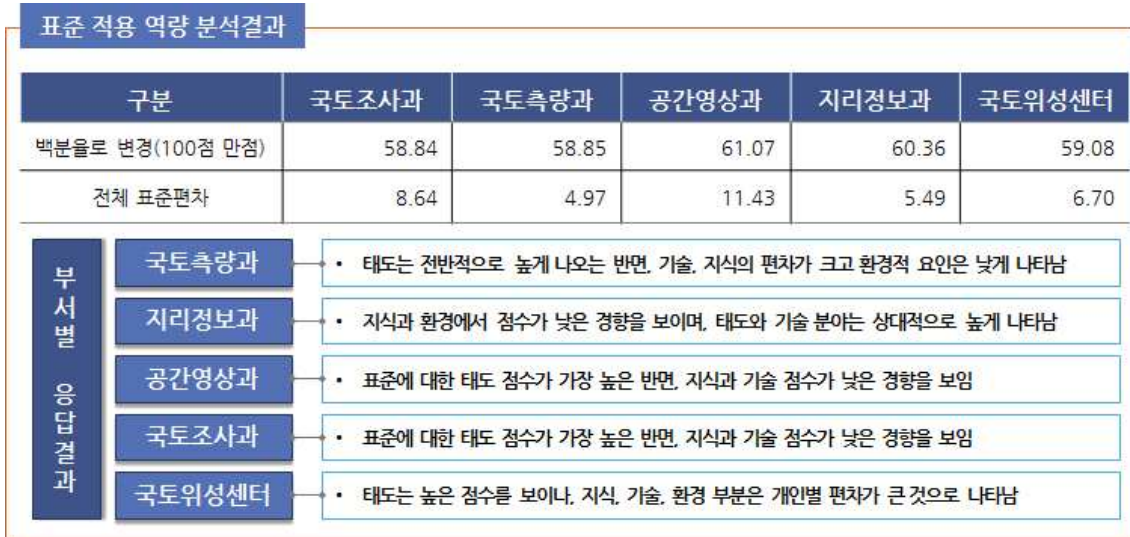 표준 적용 역량 분석결과
구분 국토조사과 국토측량과 공간영상과 지리정보과 국토위성센터
백분율로 변경(100점 만점) 58.84 58.85 61.07 60.36 59.08
전체 표준편차 8.64 4.97 11.43 5.49 6.70
부서별 응답결과
국토측량과 • 태도는 전반적으로 높게 나오는 반면, 기술, 지식의 편차가 크고 환경적 요인은 낮게 나타남
지리정보과 • 지식과 환경에서 점수가 낮은 경향을 보이며, 태도와 기술 분야는 상대적으로 높게 나타남
공간영상과 • 표준에 대한 태도 점수가 가장 높은 반면, 지식과 기술 점수가 낮은 경향을 보임
국토조사과 • 표준에 대한 태도 점수가 가장 높은 반면, 지식과 기술 점수가 낮은 경향을 보임
국토위성센터 • 태도는 높은 점수를 보이나, 지식, 기술, 환경 부분은 개인별 편차가 큰 것으로 나타남